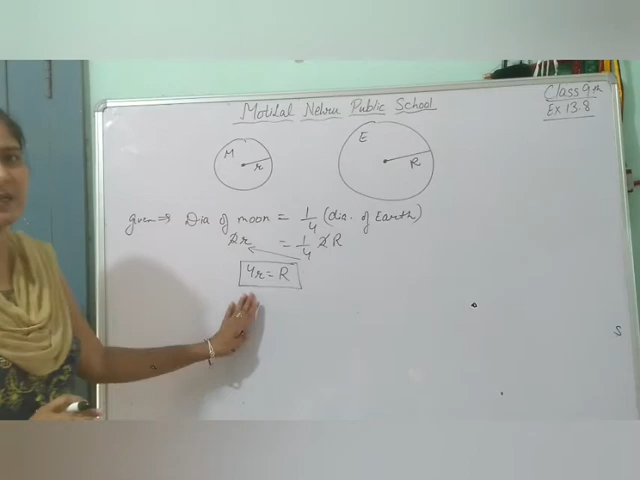 Motilal Nehru Public School
Class 9th
Ex 13.8
M
r
E
R
given ⇒ Dia of moon = 1/4 (dia. of Earth)
2r = 1/4 2R
4r = R
S